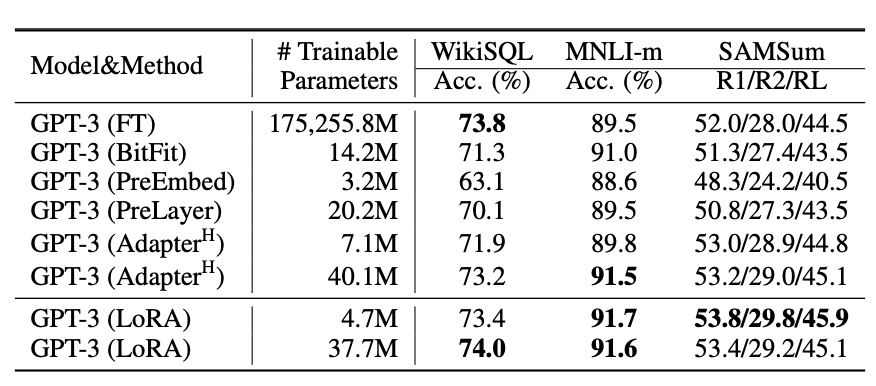 Model&Method # Trainable Parameters WikiSQL MNLI-m SAMSum
Acc. (%) Acc. (%) R1/R2/RL
GPT-3 (FT) 175,255.8M 73.8 89.5 52.0/28.0/44.5
GPT-3 (BitFit) 14.2M 71.3 91.0 51.3/27.4/43.5
GPT-3 (PreEmbed) 3.2M 63.1 88.6 48.3/24.2/40.5
GPT-3 (PreLayer) 20.2M 70.1 89.5 50.8/27.3/43.5
GPT-3 (AdapterH) 7.1M 71.9 89.8 53.0/28.9/44.8
GPT-3 (AdapterH) 40.1M 73.2 91.5 53.2/29.0/45.1
GPT-3 (LoRA) 4.7M 73.4 91.7 53.8/29.8/45.9
GPT-3 (LoRA) 37.7M 74.0 91.6 53.4/29.2/45.1